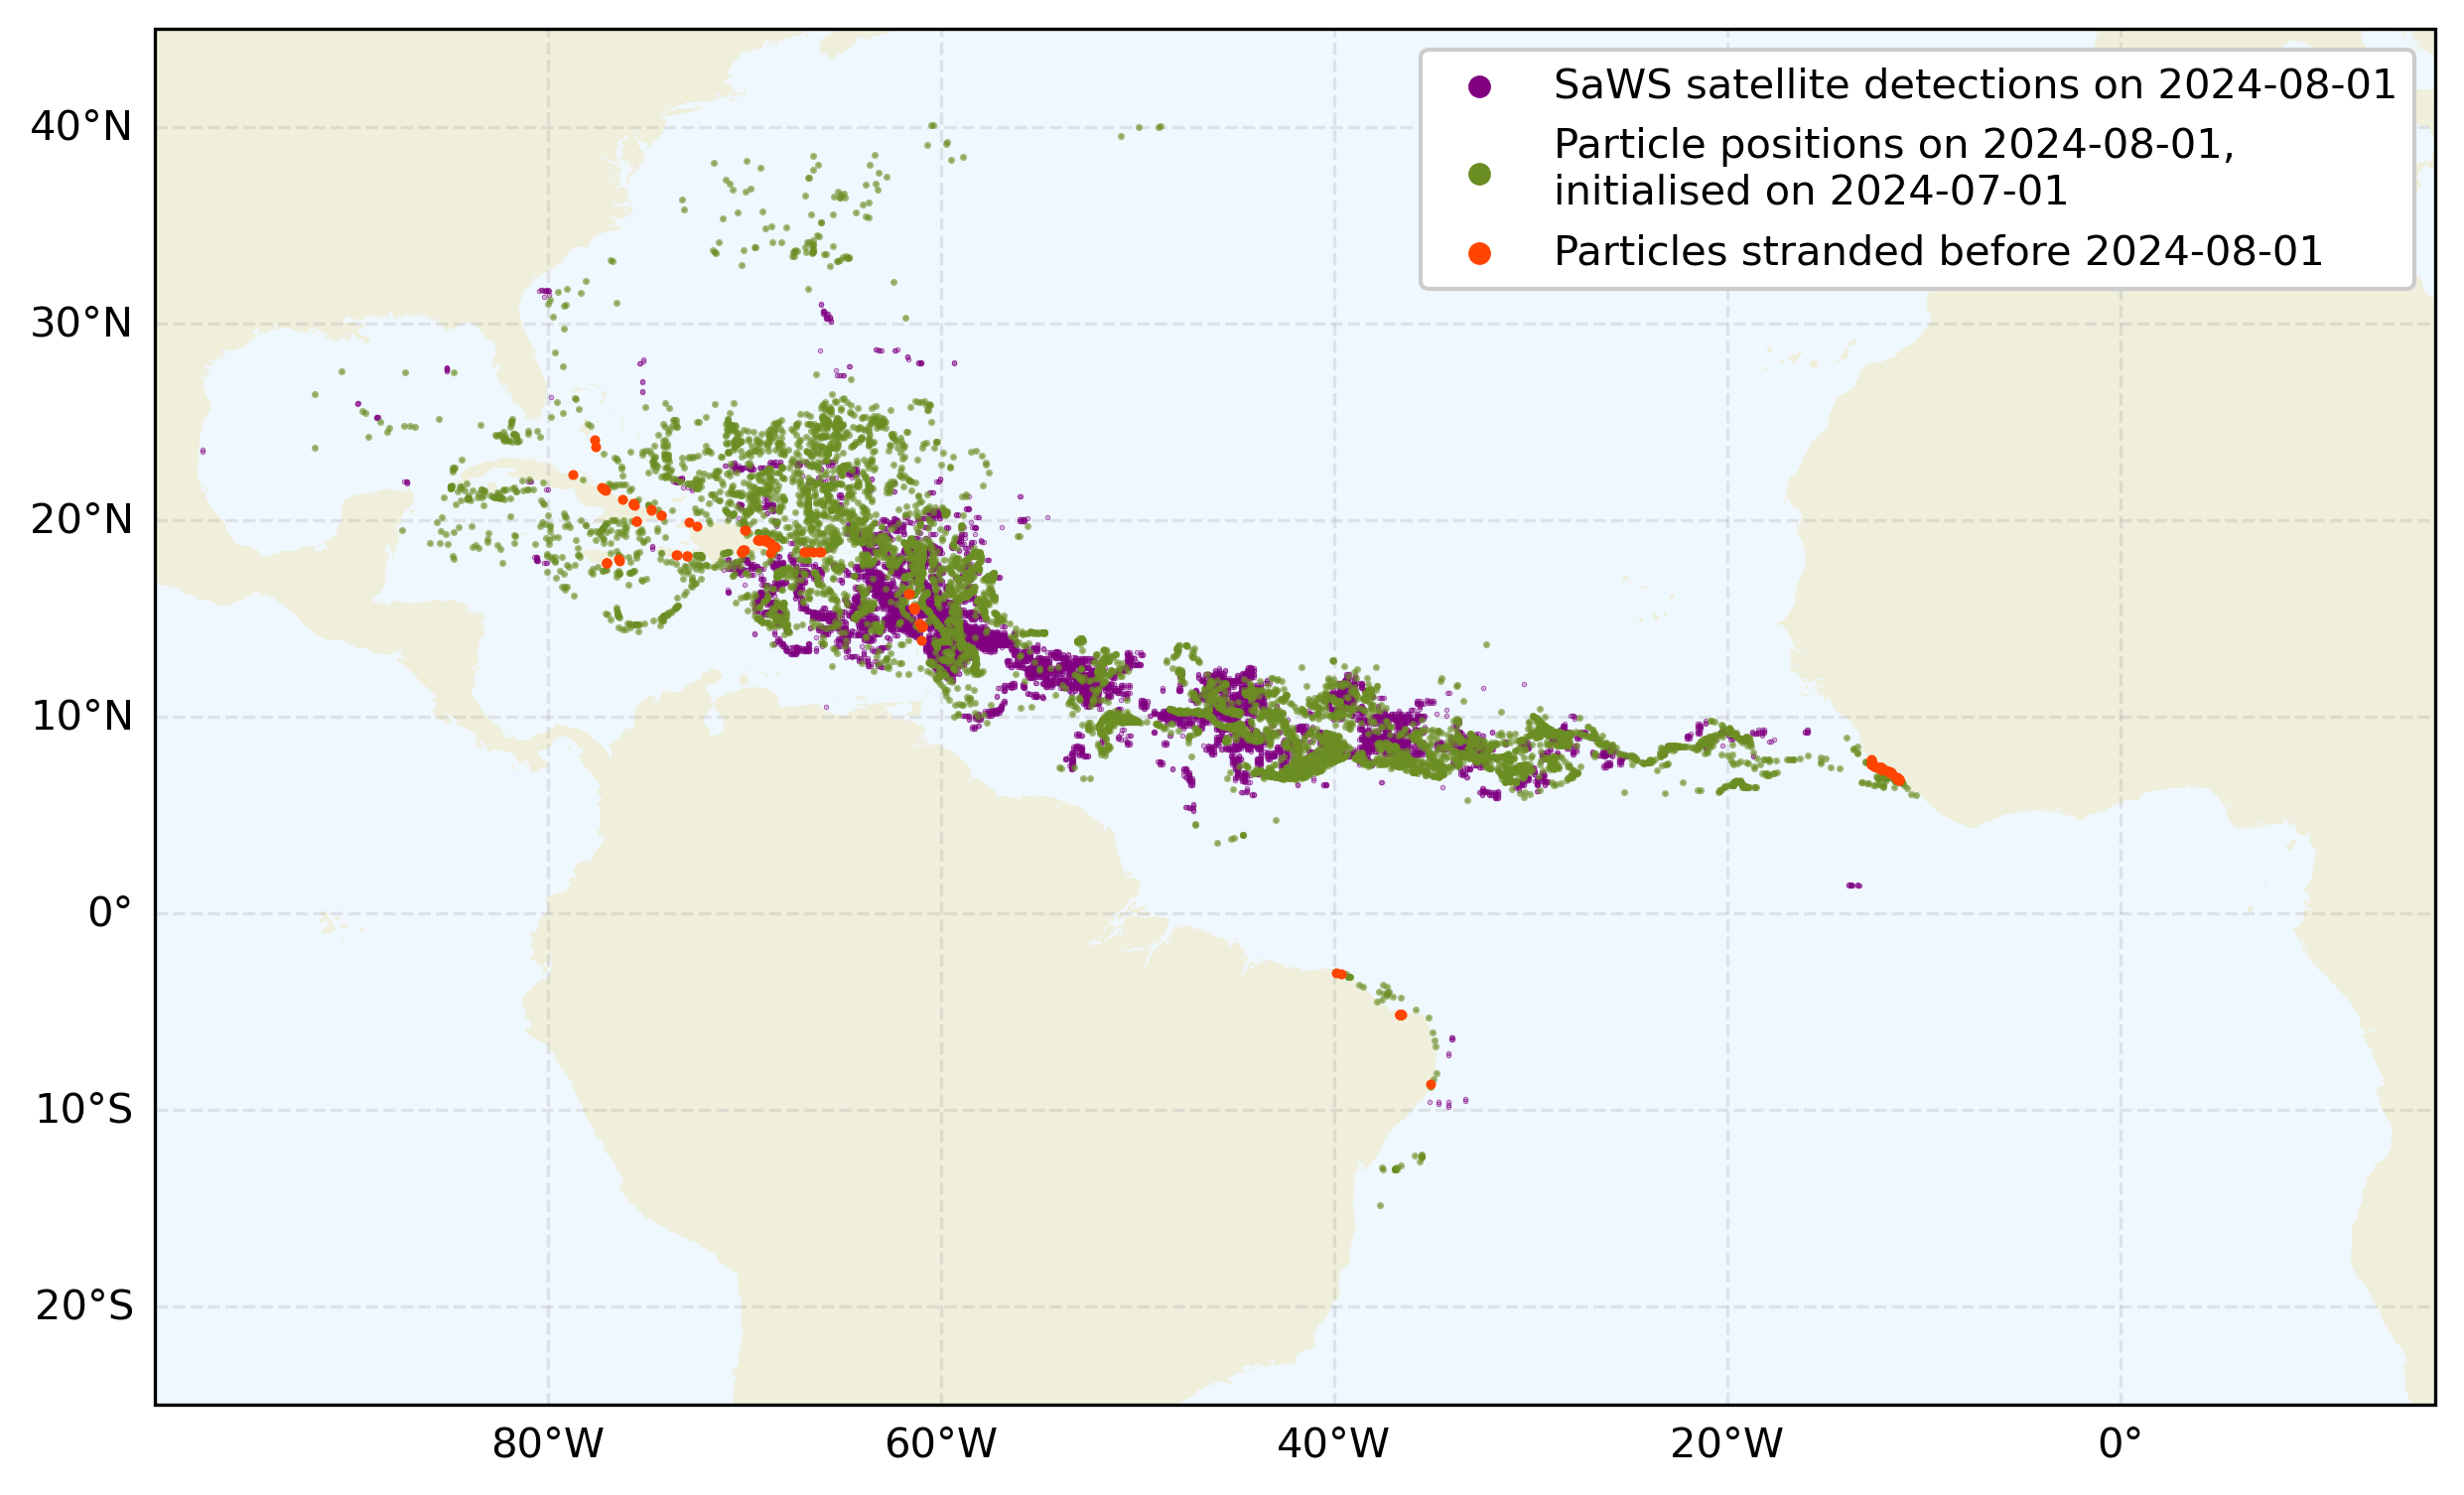 SaWS satellite detections on 2024-08-01
Particle positions on 2024-08-01,
initialised on 2024-07-01
Particles stranded before 2024-08-01
40°N
30°N
20°N
10°N
0°
10°S
20°S
80°W
60°W
40°W
20°W
0°